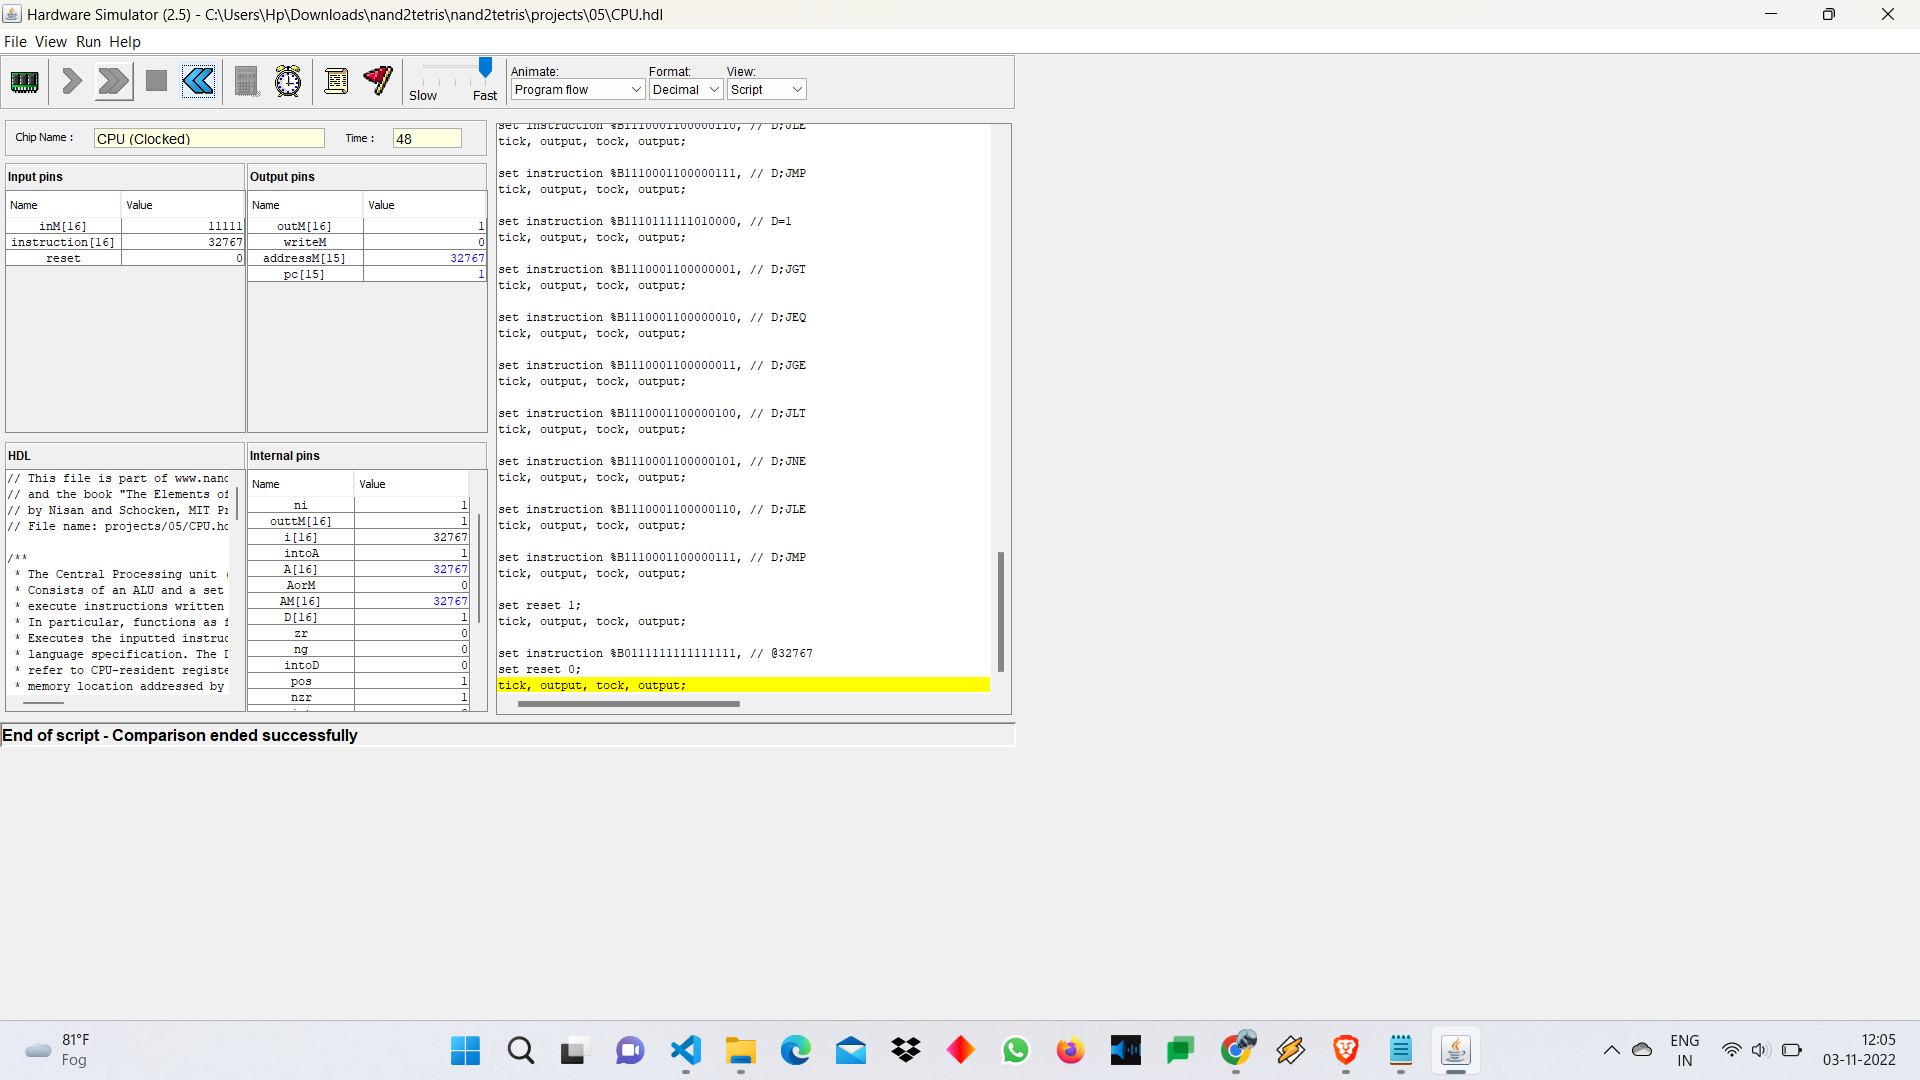 Hardware Simulator (2.5) - C:\Users\Hp\Downloads\nand2tetris\nand2tetris\projects\05\CPU.hdl
File View Run Help
Slow Fast
Animate: Format: View:
Program flow Decimal Script
Chip Name : CPU (Clocked) Time : 48
Input pins
Name Value
inM[16] 11111
instruction[16] 32767
reset 0
Output pins
Name Value
outM[16] 1
writeM 0
addressM[15] 32767
pc[15] 1
HDL
// This file is part of www.nand
// and the book "The Elements of
// by Nisan and Schocken, MIT Pr
// File name: projects/05/CPU.hd
/**
* The Central Processing unit (
* Consists of an ALU and a set
* execute instructions written
* In particular, functions as f
* Executes the inputted instruc
* language specification. The D
* refer to CPU-resident registe
* memory location addressed by
Internal pins
Name Value
ni 1
outtM[16] 1
i[16] 32767
intoA 1
A[16] 32767
AorM 0
AM[16] 32767
D[16] 1
zr 0
ng 0
intoD 0
pos 1
nzr 1
set instruction %B1110001100000110, // D;JLE
tick, output, tock, output;
set instruction %B1110001100000111, // D;JMP
tick, output, tock, output;
set instruction %B1110111111010000, // D=1
tick, output, tock, output;
set instruction %B1110001100000001, // D;JGT
tick, output, tock, output;
set instruction %B1110001100000010, // D;JEQ
tick, output, tock, output;
set instruction %B1110001100000011, // D;JGE
tick, output, tock, output;
set instruction %B1110001100000100, // D;JLT
tick, output, tock, output;
set instruction %B1110001100000101, // D;JNE
tick, output, tock, output;
set instruction %B1110001100000110, // D;JLE
tick, output, tock, output;
set instruction %B1110001100000111, // D;JMP
tick, output, tock, output;
set reset 1;
tick, output, tock, output;
set instruction %B0111111111111111, // @32767
set reset 0;
tick, output, tock, output;
End of script - Comparison ended successfully
81°F
Fog
ENG
IN
12:05
03-11-2022